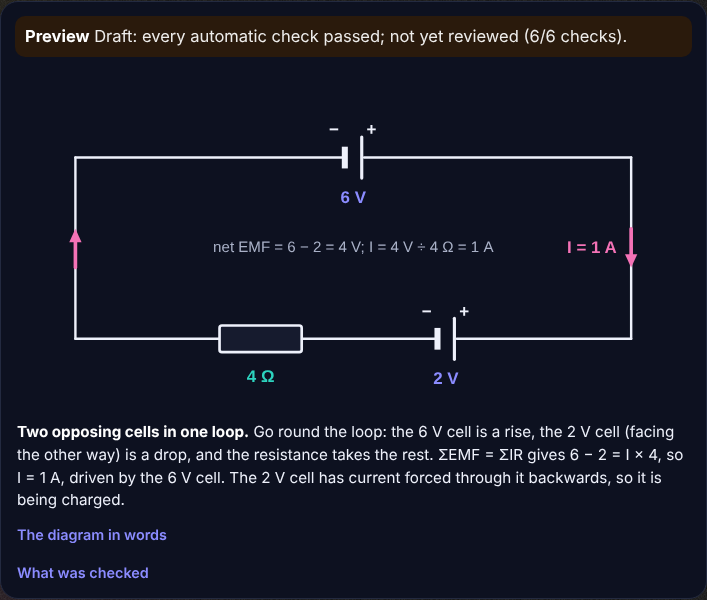 Preview Draft: every automatic check passed; not yet reviewed (6/6 checks).
− +
6 V
net EMF = 6 − 2 = 4 V; I = 4 V ÷ 4 Ω = 1 A
I = 1 A
− +
4 Ω
2 V
Two opposing cells in one loop. Go round the loop: the 6 V cell is a rise, the 2 V cell (facing
the other way) is a drop, and the resistance takes the rest. ΣEMF = ΣIR gives 6 − 2 = I × 4, so
I = 1 A, driven by the 6 V cell. The 2 V cell has current forced through it backwards, so it is
being charged.
The diagram in words
What was checked